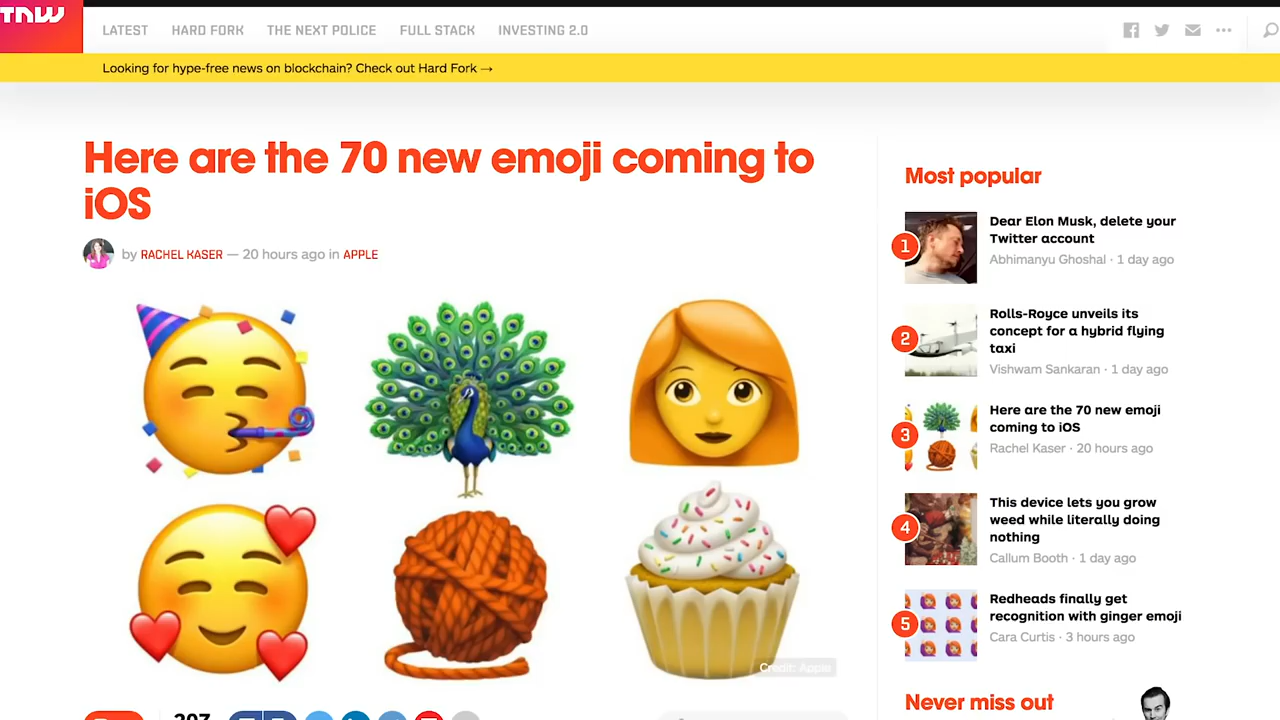 TNW
LATEST HARD FORK THE NEXT POLICE FULL STACK INVESTING 2.0
Looking for hype-free news on blockchain? Check out Hard Fork →
Here are the 70 new emoji coming to
iOS
by RACHEL KASER — 20 hours ago in APPLE
Credit: Apple
Most popular
1
Dear Elon Musk, delete your
Twitter account
Abhimanyu Ghoshal · 1 day ago
2
Rolls-Royce unveils its
concept for a hybrid flying
taxi
Vishwam Sankaran · 1 day ago
3
Here are the 70 new emoji
coming to iOS
Rachel Kaser · 20 hours ago
4
This device lets you grow
weed while literally doing
nothing
Callum Booth · 1 day ago
5
Redheads finally get
recognition with ginger emoji
Cara Curtis · 3 hours ago
Never miss out